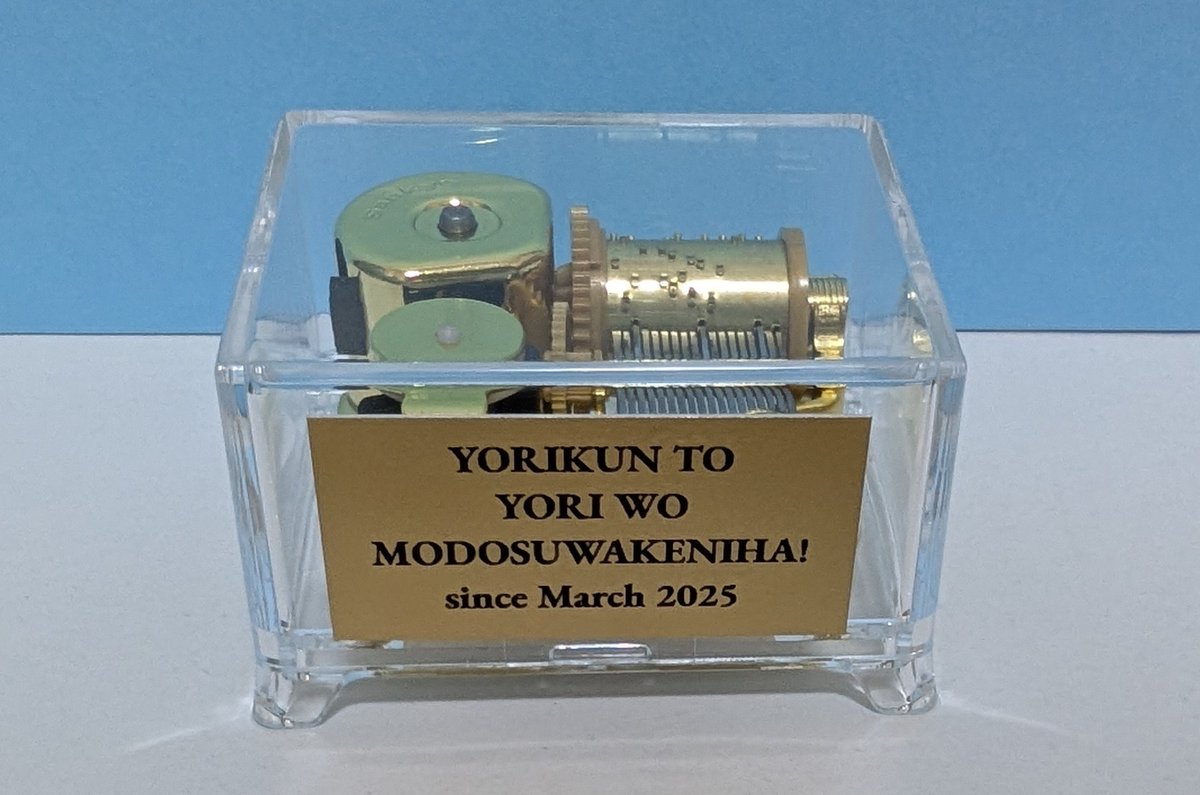 YORIKUN TO
YORI WO
MODOSUWAKENIHA!
since March 2025